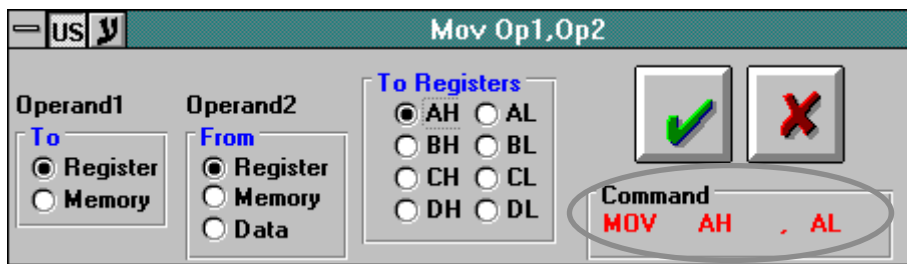 US ע Mov Op1,Op2
Operand1
To
Register
Memory
Operand2
From
Register
Memory
Data
To Registers
AH AL
BH BL
CH CL
DH DL
Command
MOV AH , AL